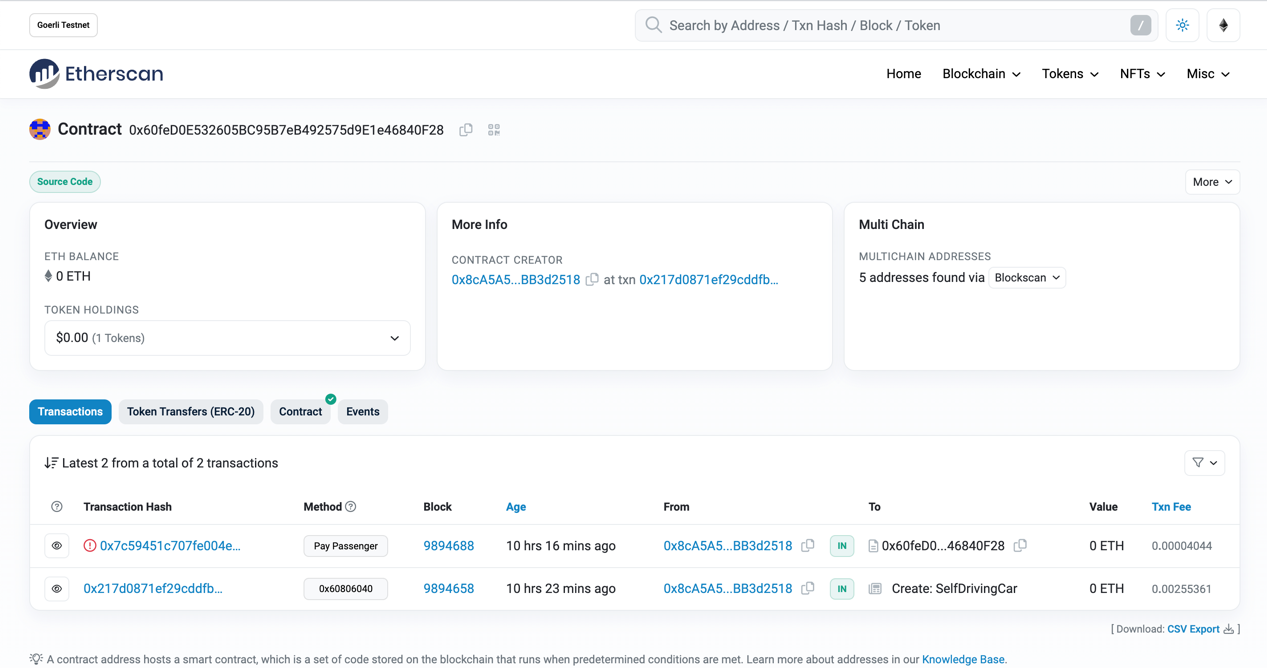 Goerli Testnet
Search by Address / Txn Hash / Block / Token /
Etherscan Home Blockchain Tokens NFTs Misc
Contract 0x60feD0E532605BC95B7eB492575d9E1e46840F28
Source Code More
Overview
ETH BALANCE
0 ETH
TOKEN HOLDINGS
$0.00 (1 Tokens)
More Info
CONTRACT CREATOR
0x8cA5A5...BB3d2518 at txn 0x217d0871ef29cddfb...
Multi Chain
MULTICHAIN ADDRESSES
5 addresses found via Blockscan
Transactions Token Transfers (ERC-20) Contract Events
Latest 2 from a total of 2 transactions
Transaction Hash Method Block Age From To Value Txn Fee
0x7c59451c707fe004e... Pay Passenger 9894688 10 hrs 16 mins ago 0x8cA5A5...BB3d2518 IN 0x60feD0...46840F28 0 ETH 0.00004044
0x217d0871ef29cddfb... 0x60806040 9894658 10 hrs 23 mins ago 0x8cA5A5...BB3d2518 IN Create: SelfDrivingCar 0 ETH 0.00255361
[ Download: CSV Export ]
A contract address hosts a smart contract, which is a set of code stored on the blockchain that runs when predetermined conditions are met. Learn more about addresses in our Knowledge Base.